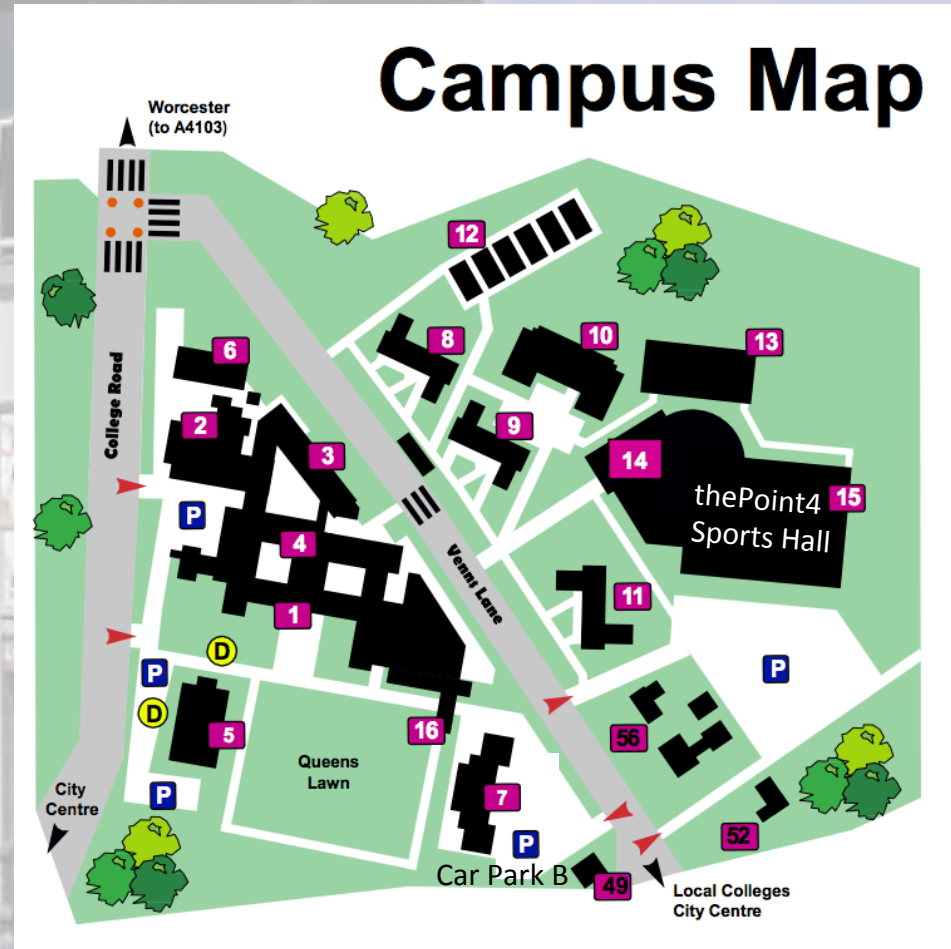 Campus Map
Worcester
(to A4103)
12
8
10
13
6
College Road
2
9
3
14
thePoint4
15
Sports Hall
P
4
Venns Lane
11
1
D
P
P
D
5
16
56
Queens
Lawn
City
Centre
P
7
52
P
Car Park B
49
Local Colleges
City Centre